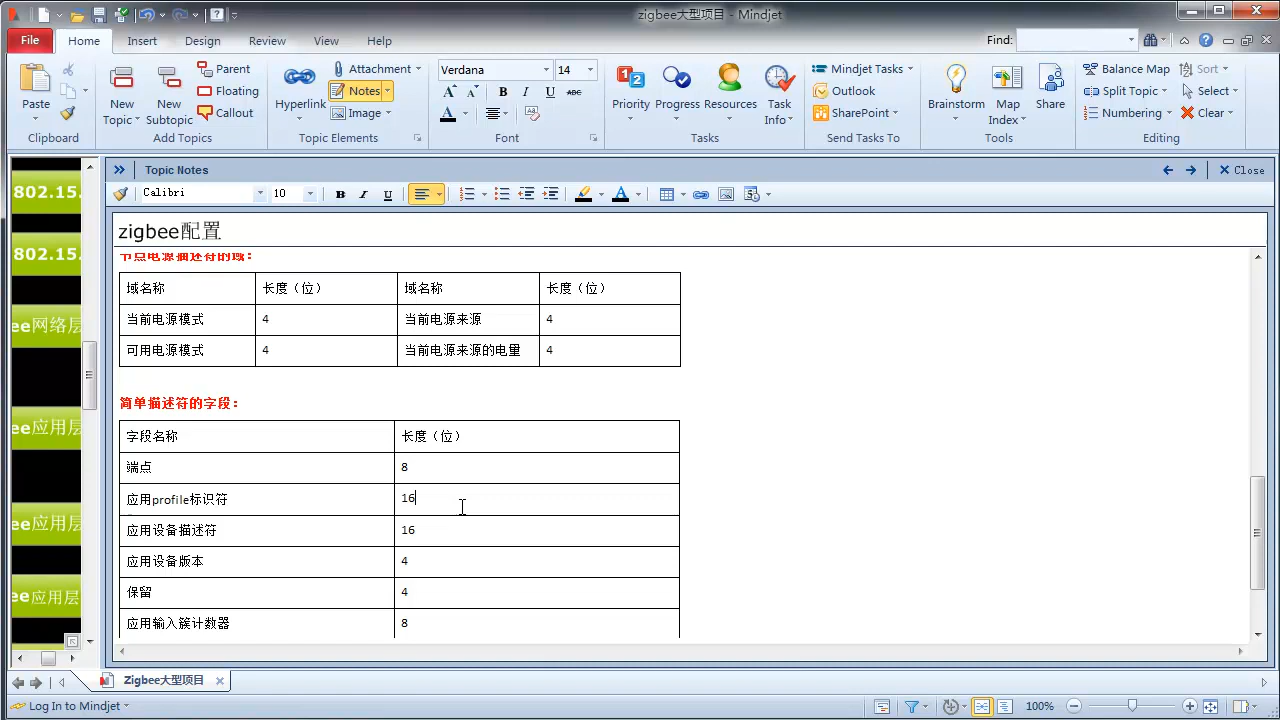 zigbee大型项目 - Mindjet
File Home Insert Design Review View Help Find:
Paste
Clipboard
New Topic
New Subtopic
Parent
Floating
Callout
Add Topics
Hyperlink
Attachment
Notes
Image
Topic Elements
Verdana 14
B I U ABC
A
Font
Priority
Progress
Resources
Task Info
Tasks
Mindjet Tasks
Outlook
SharePoint
Send Tasks To
Brainstorm
Map Index
Share
Tools
Balance Map
Split Topic
Numbering
Sort
Select
Clear
Editing
802.15.
802.15.
ee网络层
ee应用层
ee应用层
ee应用层
Topic Notes
Close
Calibri 10 B I U
zigbee配置
节点电源描述符的域：
域名称 长度（位） 域名称 长度（位）
当前电源模式 4 当前电源来源 4
可用电源模式 4 当前电源来源的电量 4
简单描述符的字段：
字段名称 长度（位）
端点 8
应用profile标识符 16
应用设备描述符 16
应用设备版本 4
保留 4
应用输入簇计数器 8
Zigbee大型项目
Log In to Mindjet
100%